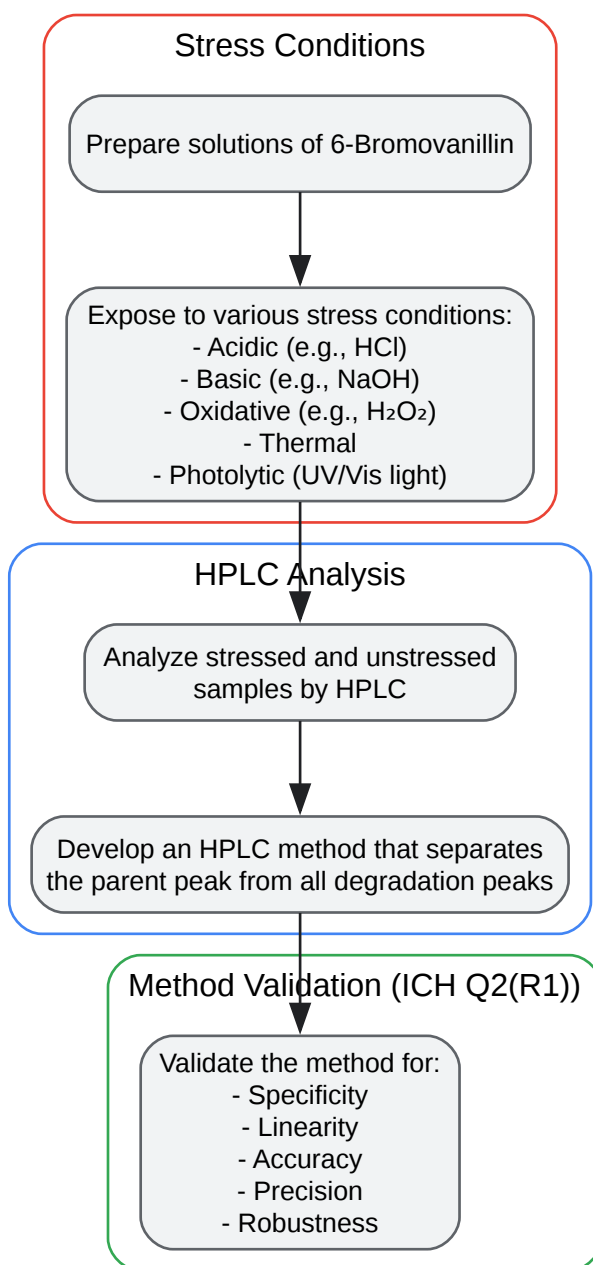 Stress Conditions
Prepare solutions of 6-Bromovanillin
Expose to various stress conditions:
- Acidic (e.g., HCl)
- Basic (e.g., NaOH)
- Oxidative (e.g., H₂O₂)
- Thermal
- Photolytic (UV/Vis light)
HPLC Analysis
Analyze stressed and unstressed
samples by HPLC
Develop an HPLC method that separates
the parent peak from all degradation peaks
Method Validation (ICH Q2(R1))
Validate the method for:
- Specificity
- Linearity
- Accuracy
- Precision
- Robustness